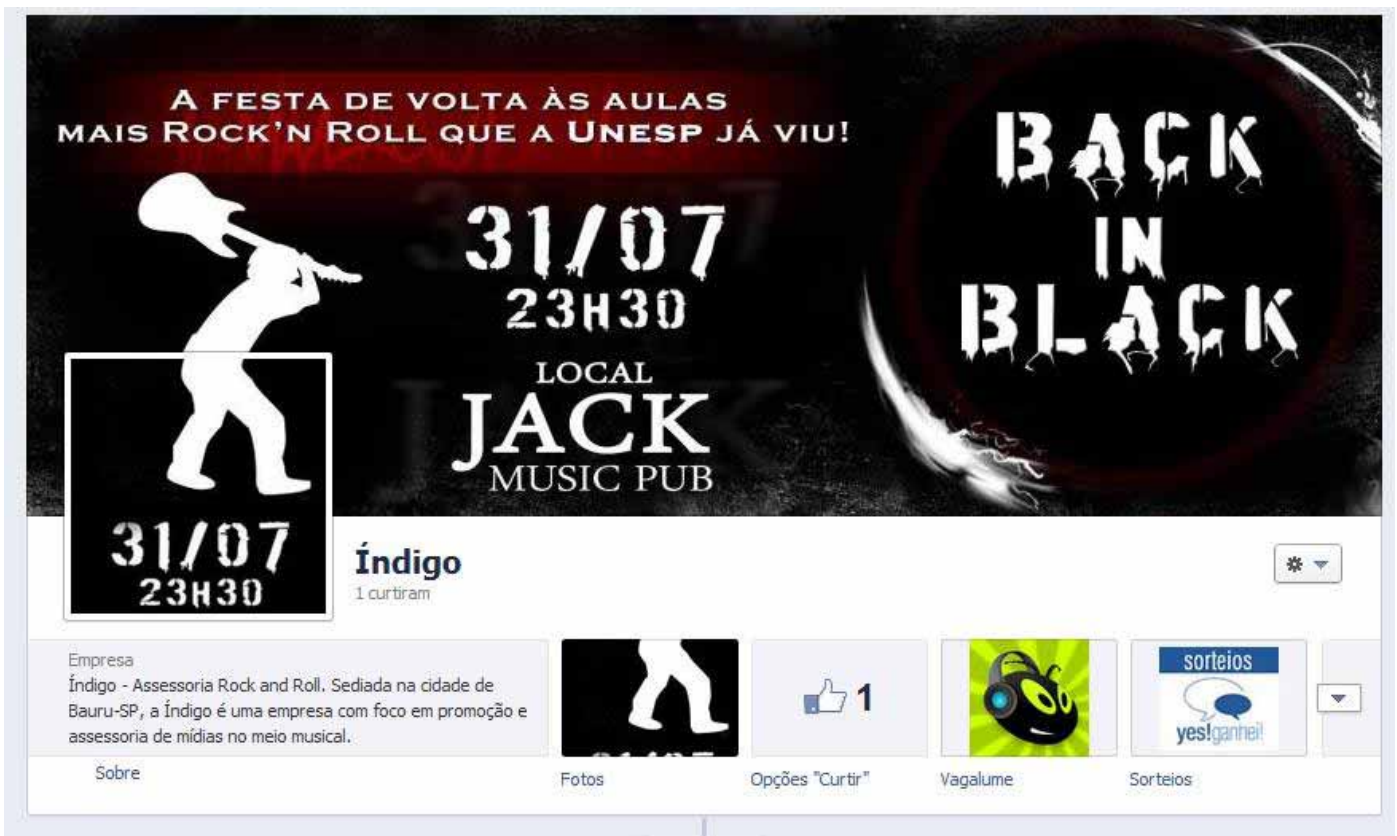 A FESTA DE VOLTA ÀS AULAS
MAIS ROCK'N ROLL QUE A UNESP JÁ VIU!
BACK
IN
BLACK
31/07
23H30
LOCAL
JACK
MUSIC PUB
31/07
23H30
Índigo
1 curtiram
Empresa
Índigo - Assessoria Rock and Roll. Sediada na cidade de
Bauru-SP, a Índigo é uma empresa com foco em promoção e
assessoria de mídias no meio musical.
Sobre
Fotos
1
Opções "Curtir"
Vagalume
sorteios
yes!ganhei!
Sorteios